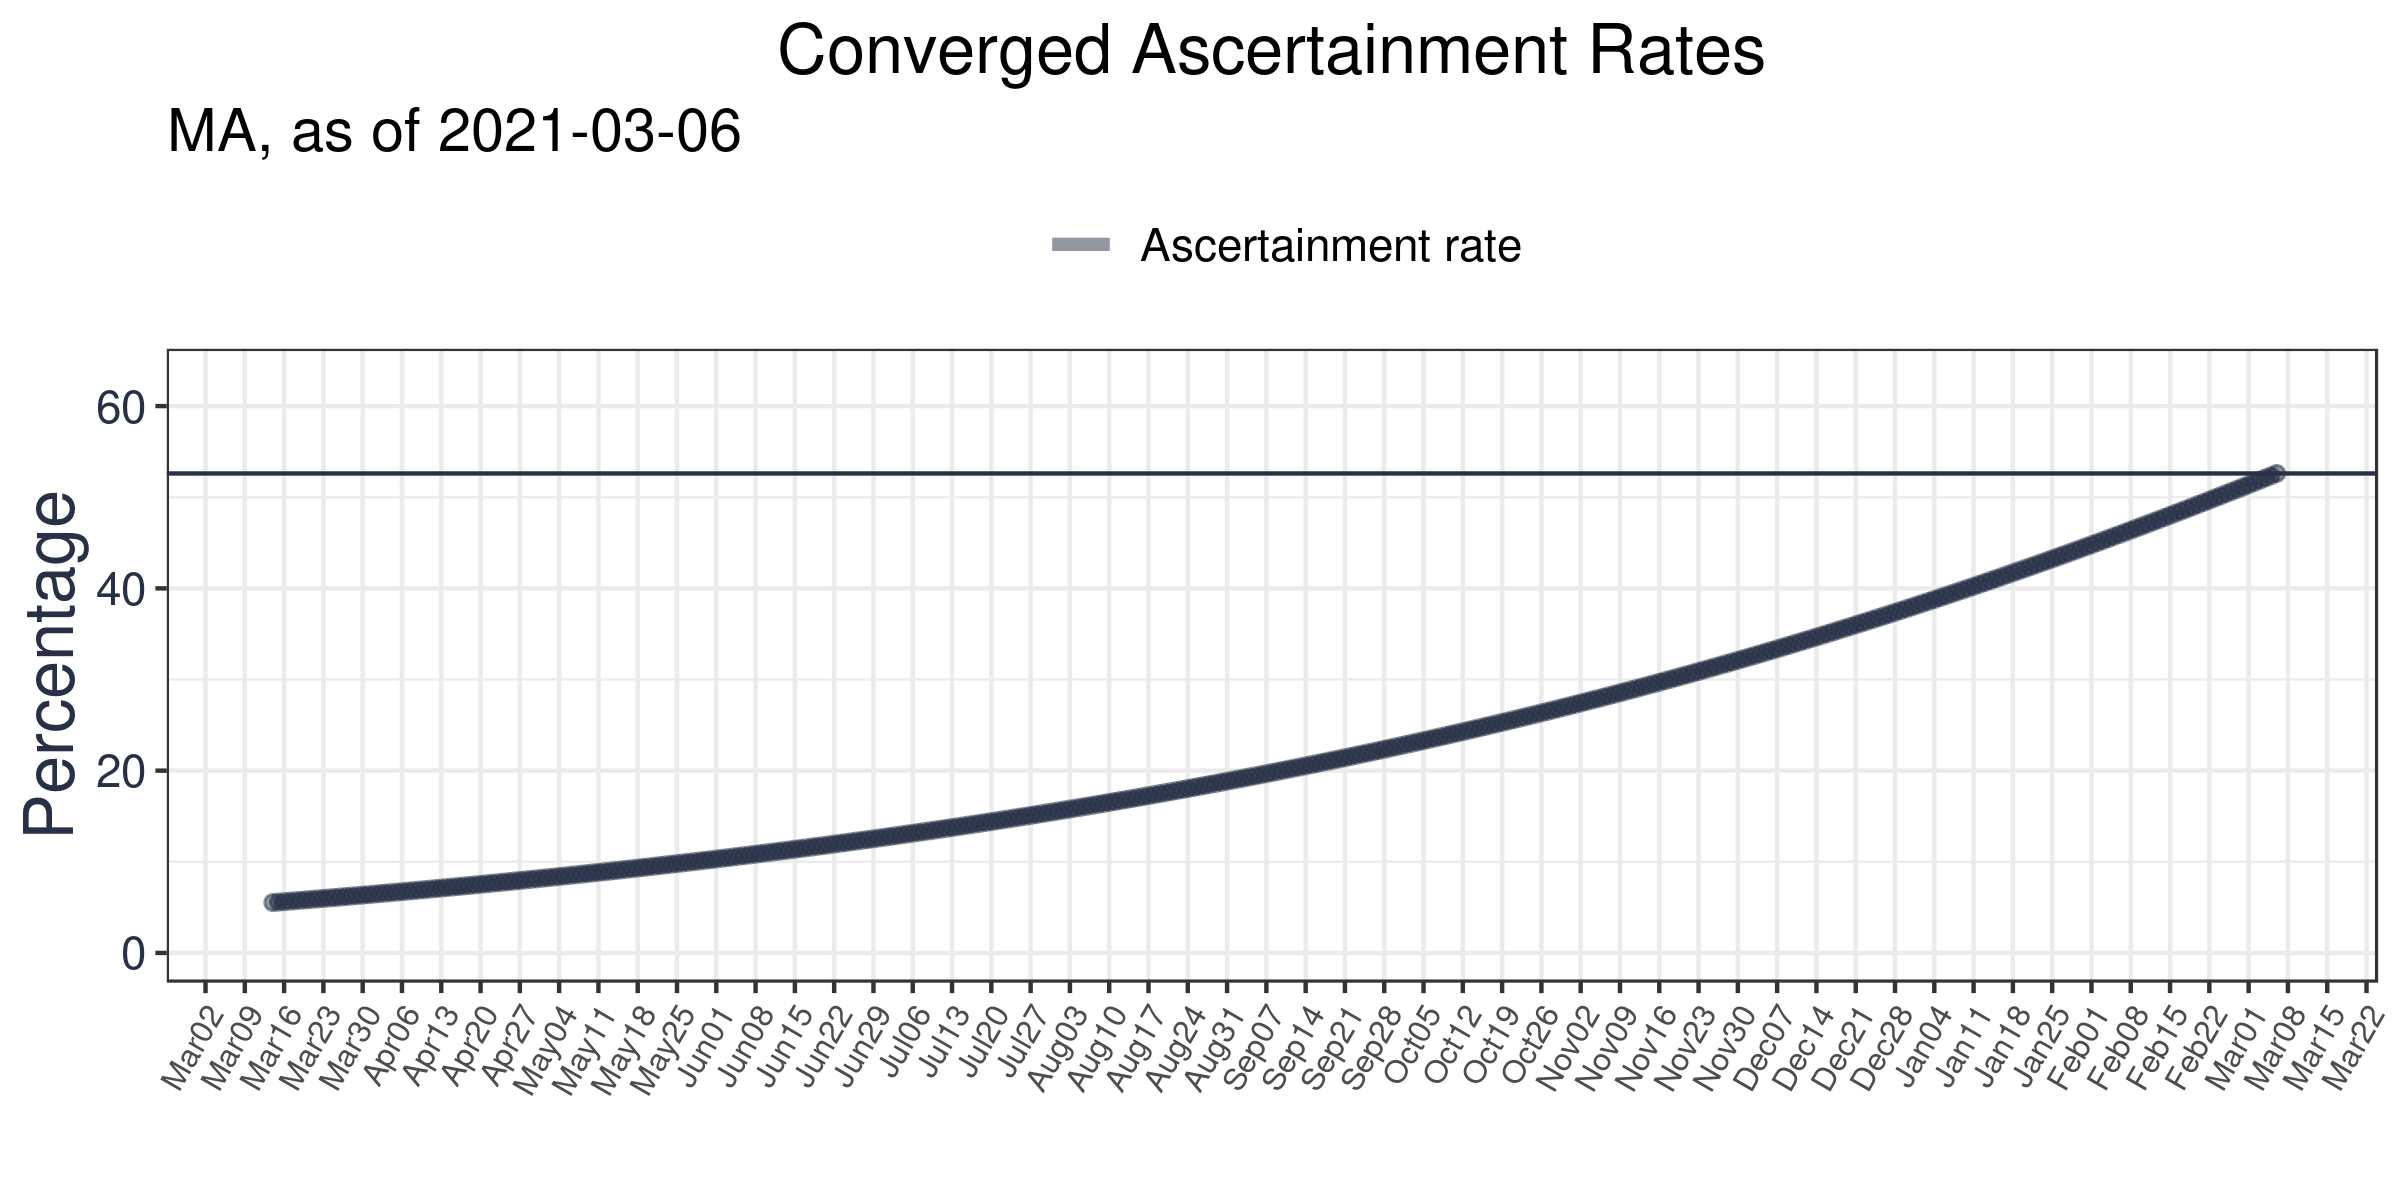 Converged Ascertainment Rates
MA, as of 2021-03-06
Ascertainment rate
Percentage
60
40
20
0
Mar02
Mar09
Mar16
Mar23
Mar30
Apr06
Apr13
Apr20
Apr27
May04
May11
May18
May25
Jun01
Jun08
Jun15
Jun22
Jun29
Jul06
Jul13
Jul20
Jul27
Aug03
Aug10
Aug17
Aug24
Aug31
Sep07
Sep14
Sep21
Sep28
Oct05
Oct12
Oct19
Oct26
Nov02
Nov09
Nov16
Nov23
Nov30
Dec07
Dec14
Dec21
Dec28
Jan04
Jan11
Jan18
Jan25
Feb01
Feb08
Feb15
Feb22
Mar01
Mar08
Mar15
Mar22